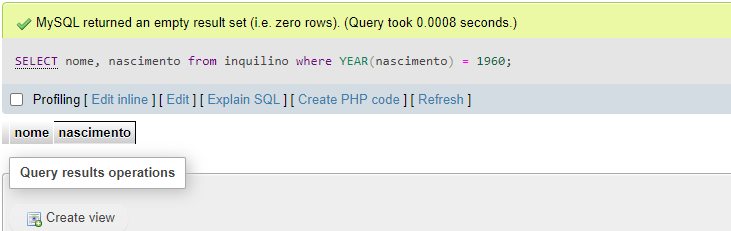 MySQL returned an empty result set (i.e. zero rows). (Query took 0.0008 seconds.)
SELECT nome, nascimento from inquilino where YEAR(nascimento) = 1960;
Profiling [ Edit inline ] [ Edit ] [ Explain SQL ] [ Create PHP code ] [ Refresh ]
nome nascimento
Query results operations
Create view